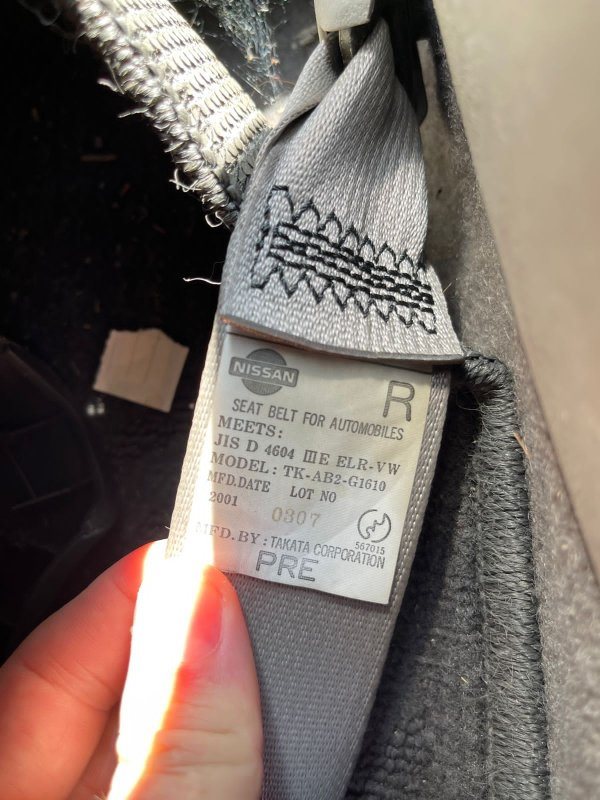 NISSAN
R
SEAT BELT FOR AUTOMOBILES
MEETS:
JIS D 4604 ⅢE ELR-VW
MODEL: TK-AB2-G1610
MFD.DATE LOT NO
2001 0307
567015
MFD.BY: TAKATA CORPORATION
PRE